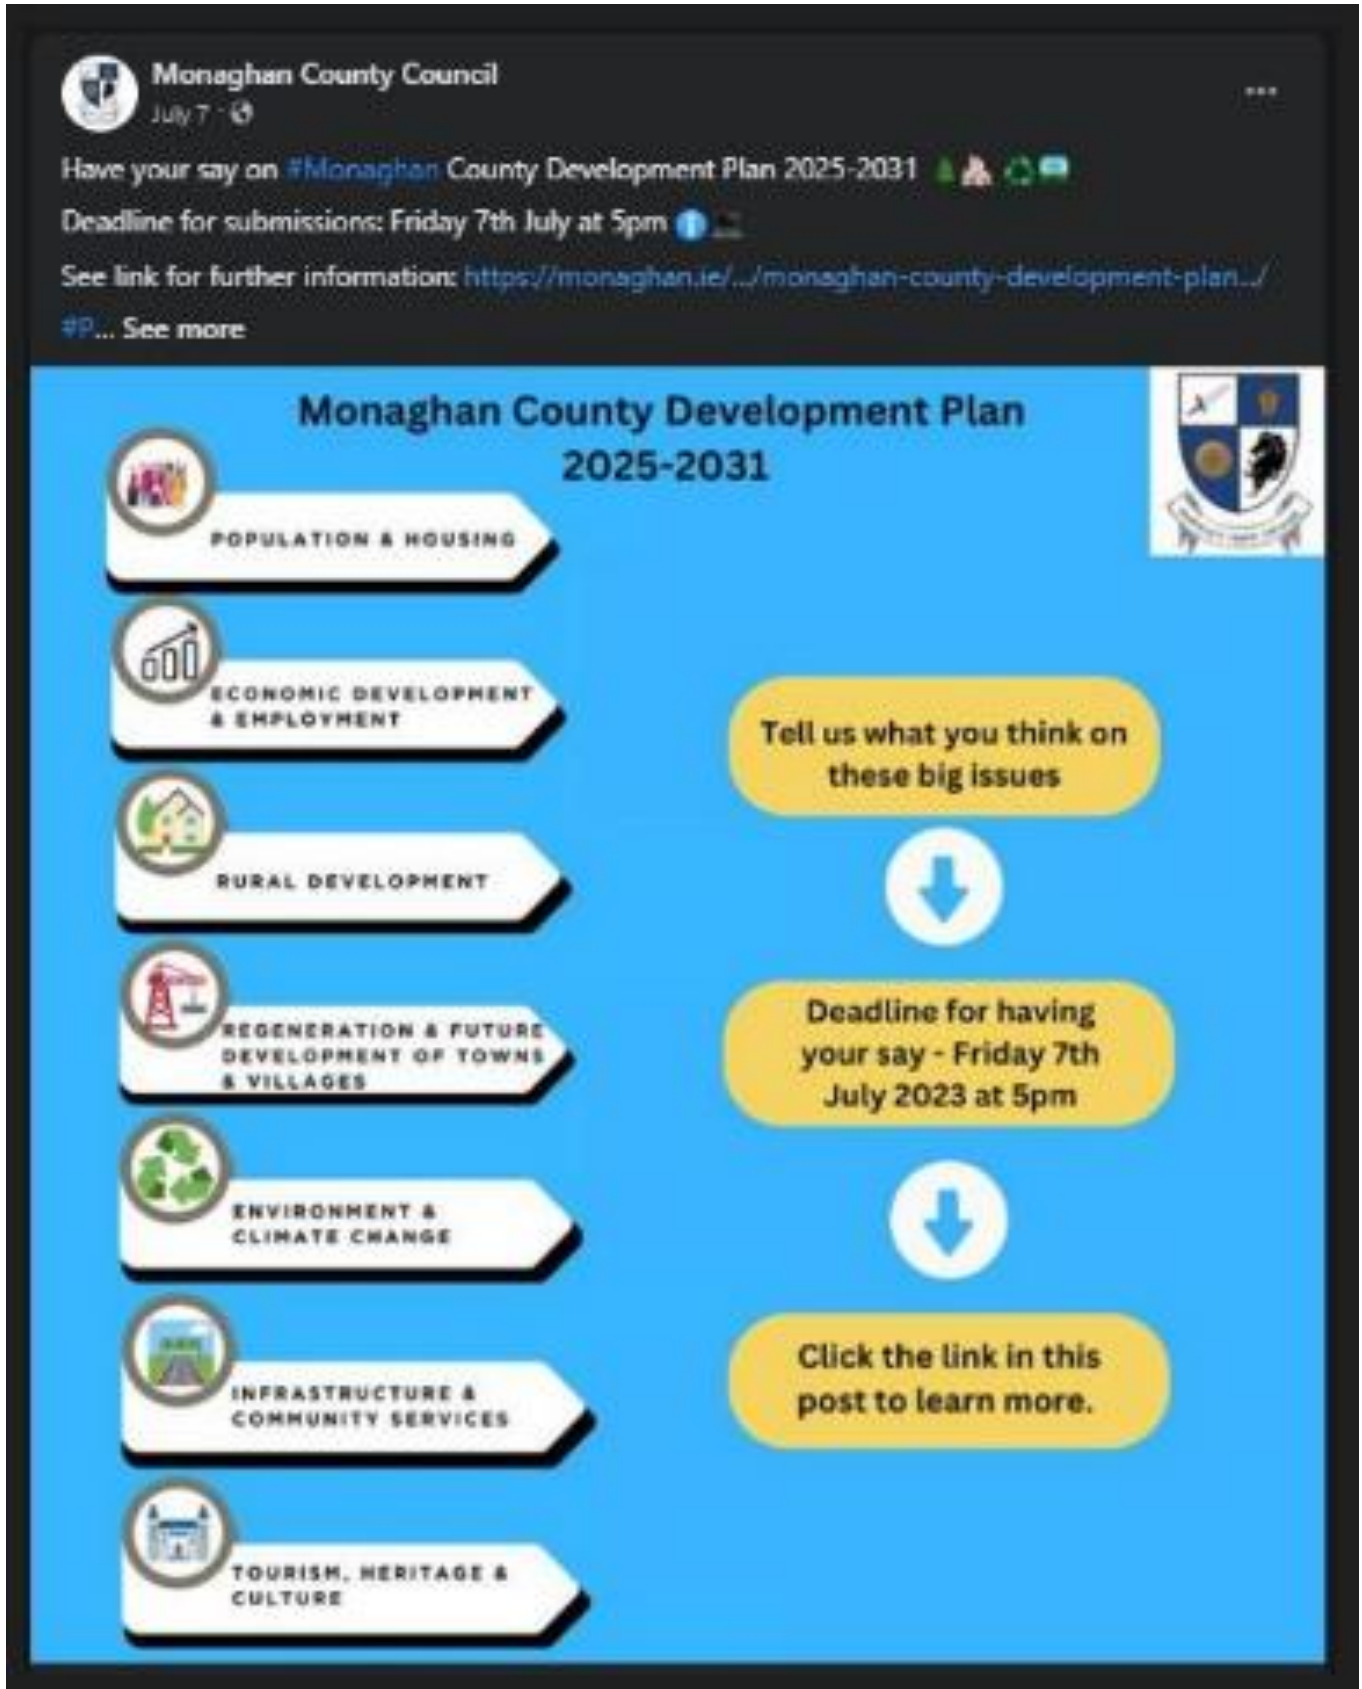 Monaghan County Council
July 7 ·
Have your say on #Monaghan County Development Plan 2025-2031
Deadline for submissions: Friday 7th July at 5pm
See link for further information: https://monaghan.ie/.../monaghan-county-development-plan.../
#P... See more
Monaghan County Development Plan
2025-2031
POPULATION & HOUSING
ECONOMIC DEVELOPMENT
& EMPLOYMENT
RURAL DEVELOPMENT
REGENERATION & FUTURE
DEVELOPMENT OF TOWNS
& VILLAGES
ENVIRONMENT &
CLIMATE CHANGE
INFRASTRUCTURE &
COMMUNITY SERVICES
TOURISM, HERITAGE &
CULTURE
Tell us what you think on
these big issues
Deadline for having
your say - Friday 7th
July 2023 at 5pm
Click the link in this
post to learn more.